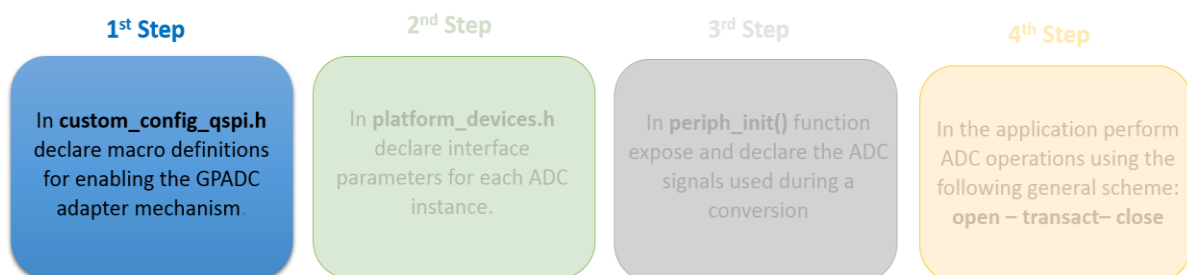 1st Step
In custom_config_qspi.h
declare macro definitions
for enabling the GPADC
adapter mechanism.
2nd Step
In platform_devices.h
declare interface
parameters for each ADC
instance.
3rd Step
In periph_init() function
expose and declare the ADC
signals used during a
conversion
4th Step
In the application perform
ADC operations using the
following general scheme:
open – transact– close